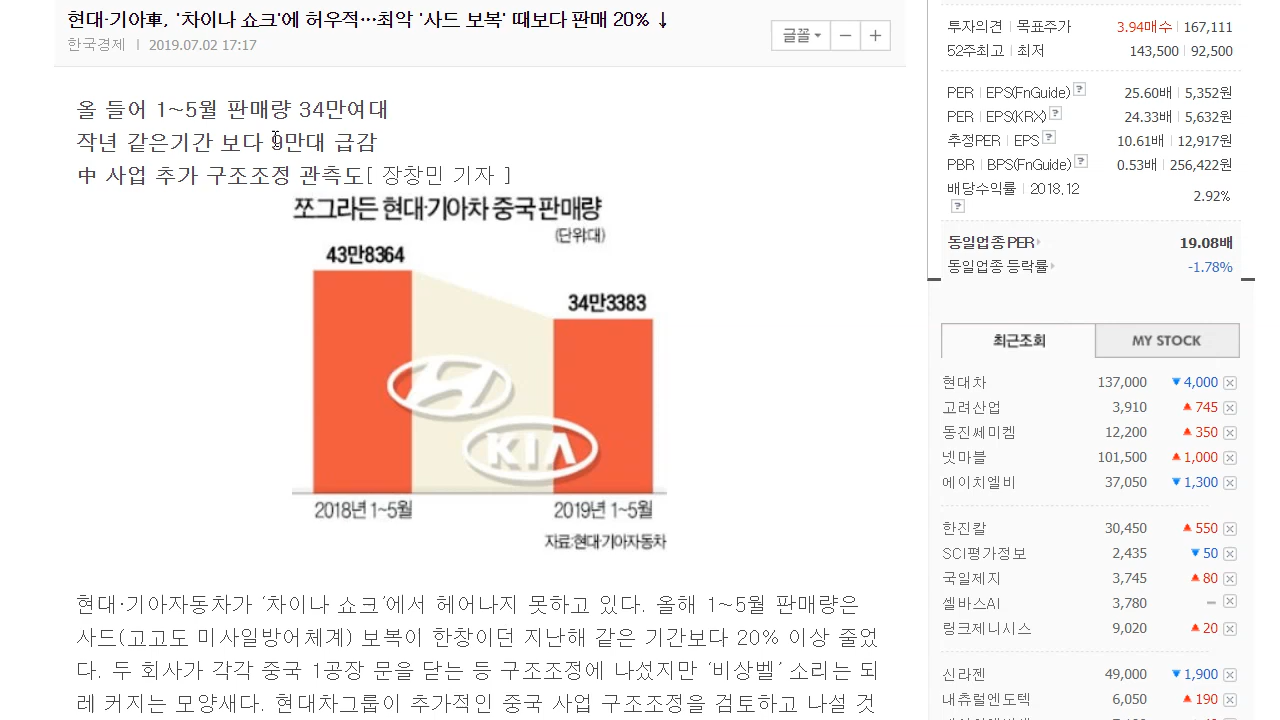 현대·기아車, '차이나 쇼크'에 허우적…최악 '사드 보복' 때보다 판매 20%↓
한국경제 | 2019.07.02 17:17
글꼴
올 들어 1~5월 판매량 34만여대
작년 같은기간 보다 9만대 급감
中 사업 추가 구조조정 관측도[ 장창민 기자 ]
쪼그라든 현대·기아차 중국 판매량
(단위:대)
43만8364
34만3383
KIA
2018년 1~5월
2019년 1~5월
자료:현대·기아자동차
현대·기아자동차가 '차이나 쇼크'에서 헤어나지 못하고 있다. 올해 1~5월 판매량은
사드(고고도 미사일방어체계) 보복이 한창이던 지난해 같은 기간보다 20% 이상 줄었
다. 두 회사가 각각 중국 1공장 문을 닫는 등 구조조정에 나섰지만 '비상벨' 소리는 되
레 커지는 모양새다. 현대차그룹이 추가적인 중국 사업 구조조정을 검토하고 나설 것
투자의견 | 목표주가 3.94매수 | 167,111
52주최고 | 최저 143,500 | 92,500
PER | EPS(FnGuide) ? 25.60배 | 5,352원
PER | EPS(KRX) ? 24.33배 | 5,632원
추정PER | EPS ? 10.61배 | 12,917원
PBR | BPS(FnGuide) ? 0.53배 | 256,422원
배당수익률 | 2018.12 ? 2.92%
동일업종 PER 19.08배
동일업종 등락률 -1.78%
최근조회 MY STOCK
현대차 137,000 ▼4,000
고려산업 3,910 ▲745
동진쎄미켐 12,200 ▲350
넷마블 101,500 ▲1,000
에이치엘비 37,050 ▼1,300
한진칼 30,450 ▲550
SCI평가정보 2,435 ▼50
국일제지 3,745 ▲80
셀바스AI 3,780 –
링크제니시스 9,020 ▲20
신라젠 49,000 ▼1,900
내츄럴엔도텍 6,050 ▲190